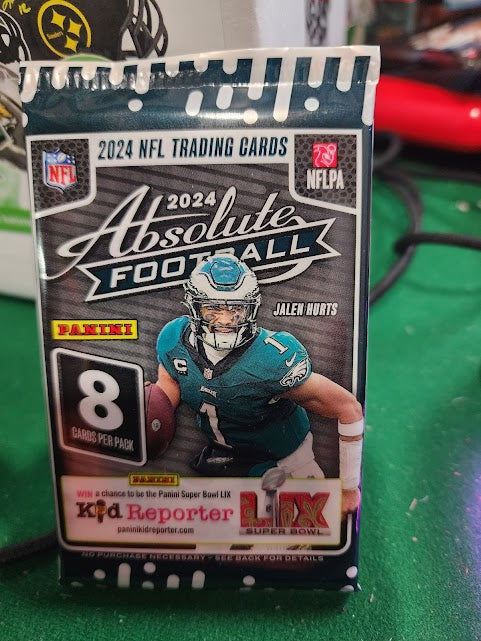 2024 NFL TRADING CARDS
NFL
NFLPA
2024
Absolute
FOOTBALL
JALEN HURTS
PANINI
1
C
1
8
CARDS PER PACK
PANINI
WIN a chance to be the Panini Super Bowl LIX
Kid Reporter
paninikidreporter.com
LIX
SUPER BOWL
NO PURCHASE NECESSARY - SEE BACK FOR DETAILS